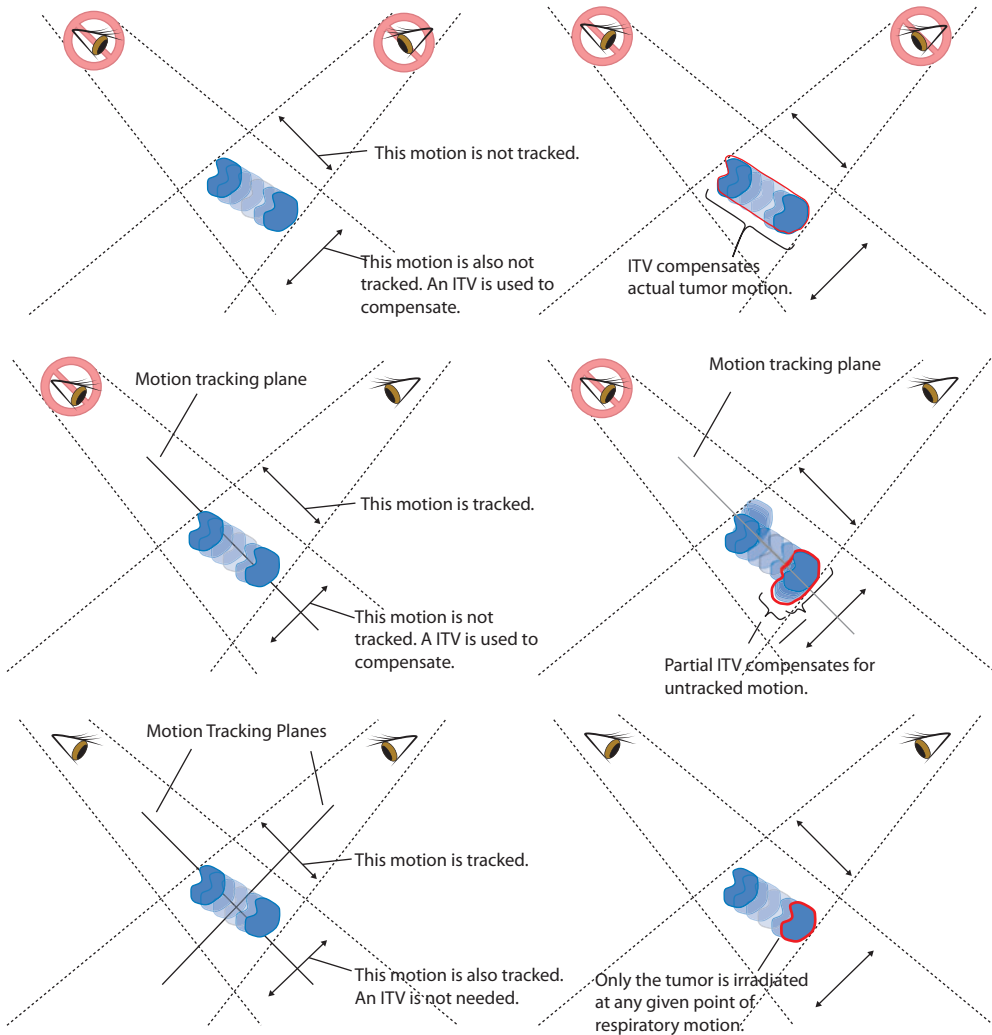 This motion is not tracked.
This motion is also not
tracked. An ITV is used to
compensate.
ITV compensates
actual tumor motion.
Motion tracking plane
This motion is tracked.
This motion is not
tracked. A ITV is used to
compensate.
Motion tracking plane
Partial ITV compensates for
untracked motion.
Motion Tracking Planes
This motion is tracked.
This motion is also tracked.
An ITV is not needed.
Only the tumor is irradiated
at any given point of
respiratory motion.